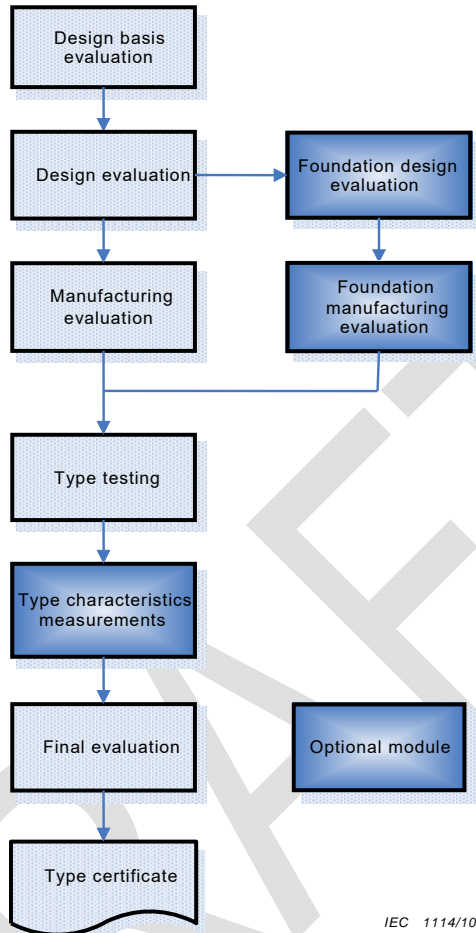 Design basis
evaluation
Design evaluation
Foundation design
evaluation
Manufacturing
evaluation
Foundation
manufacturing
evaluation
Type testing
Type characteristics
measurements
Final evaluation
Optional module
Type certificate
IEC 1114/10